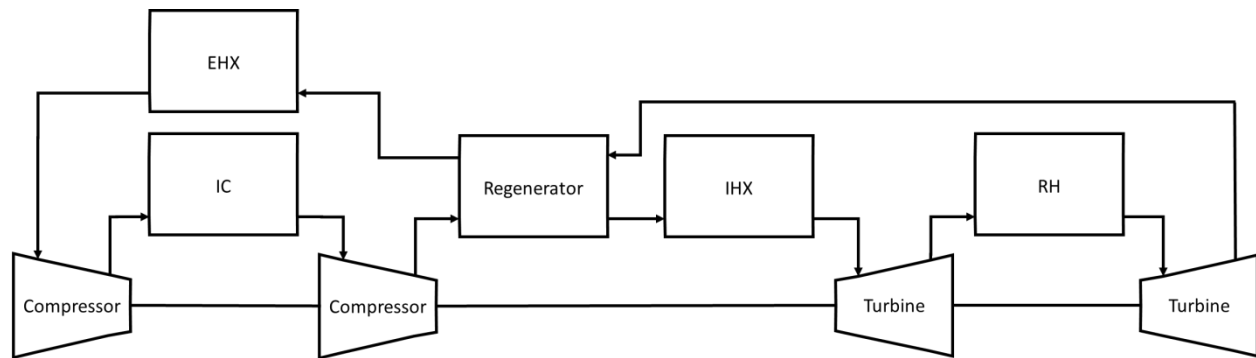 EHX
IC
Regenerator
IHX
RH
Compressor
Compressor
Turbine
Turbine